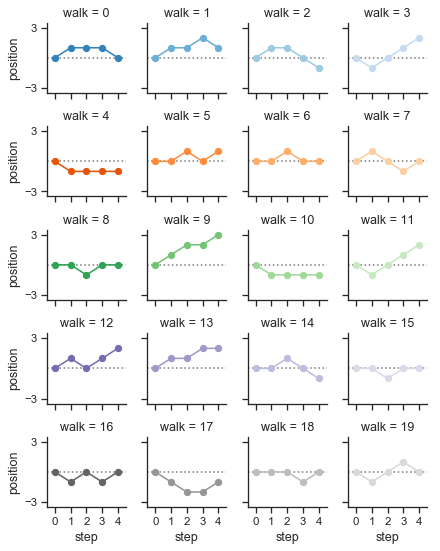 walk = 0 walk = 1 walk = 2 walk = 3
3
position
−3
walk = 4 walk = 5 walk = 6 walk = 7
3
position
−3
walk = 8 walk = 9 walk = 10 walk = 11
3
position
−3
walk = 12 walk = 13 walk = 14 walk = 15
3
position
−3
walk = 16 walk = 17 walk = 18 walk = 19
3
position
−3
0 1 2 3 4 0 1 2 3 4 0 1 2 3 4 0 1 2 3 4
step step step step